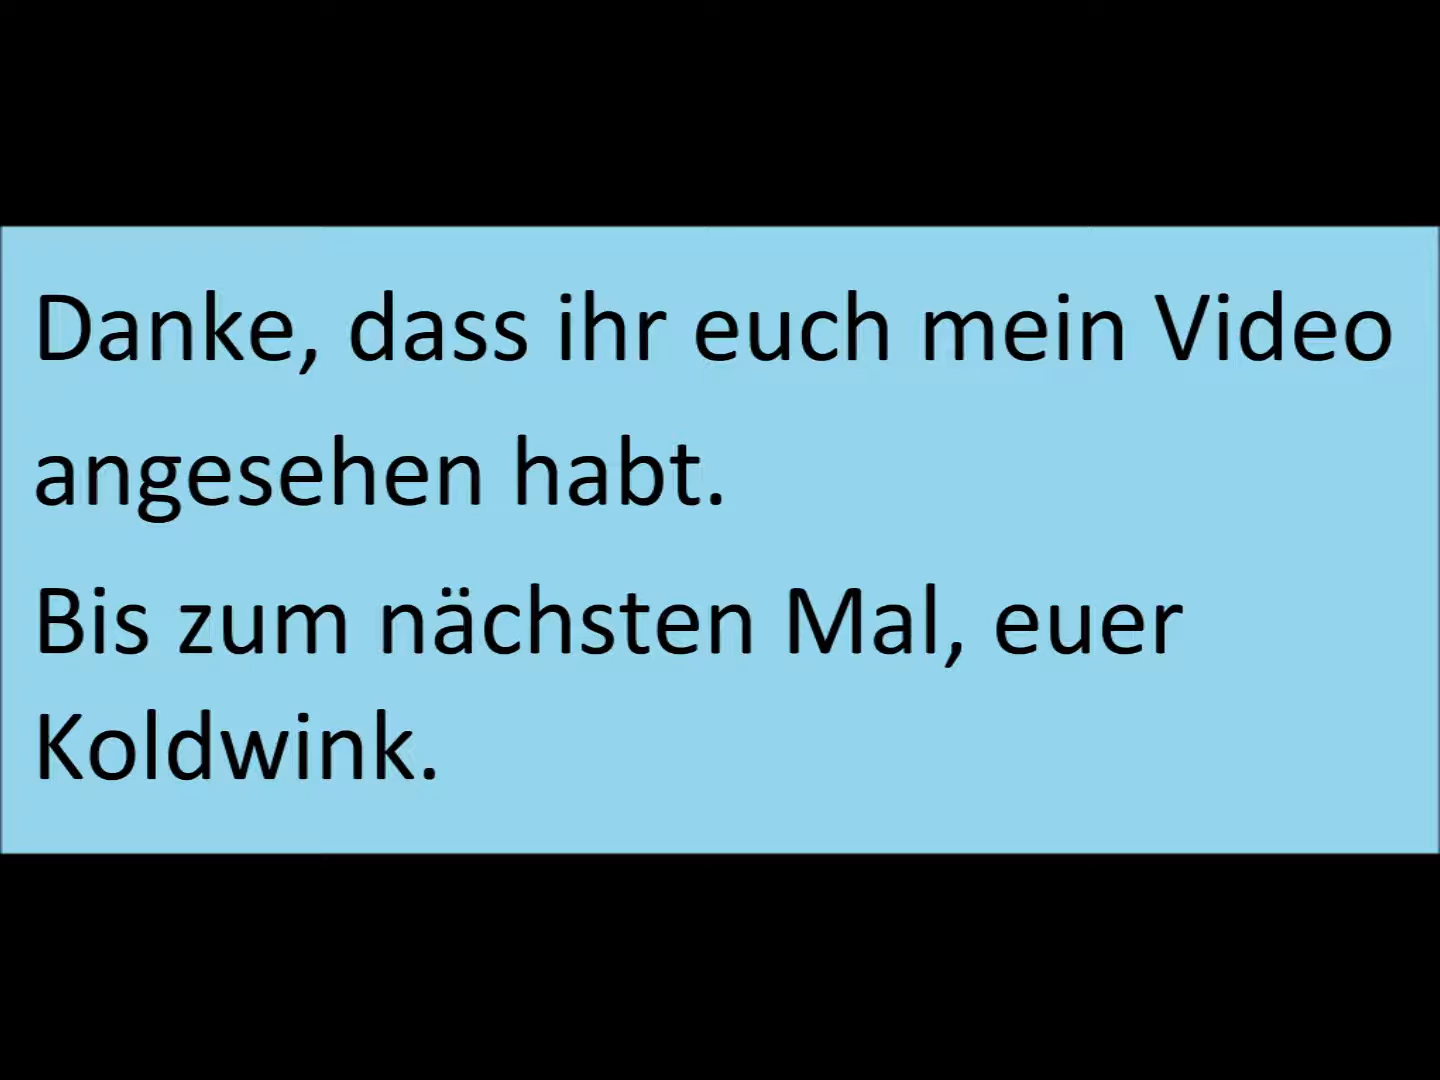 Danke, dass ihr euch mein Video
angesehen habt.
Bis zum nächsten Mal, euer
Koldwink.